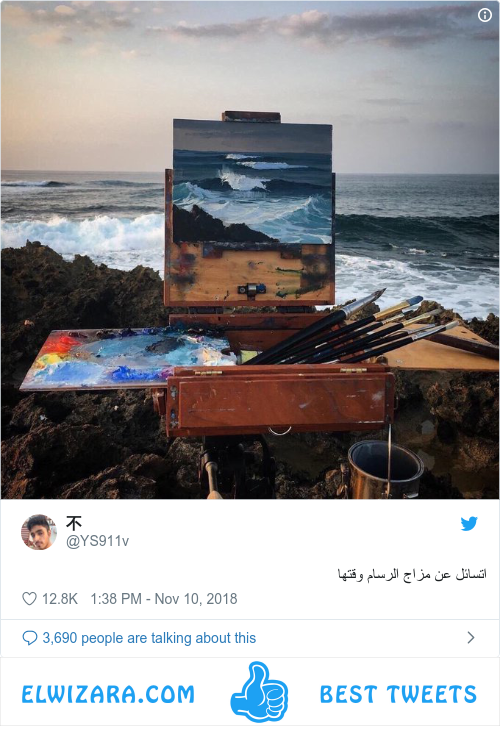 不
@YS911v
اتسائل عن مزاج الرسام وقتها
12.8K 1:38 PM - Nov 10, 2018
3,690 people are talking about this
ELWIZARA.COM BEST TWEETS